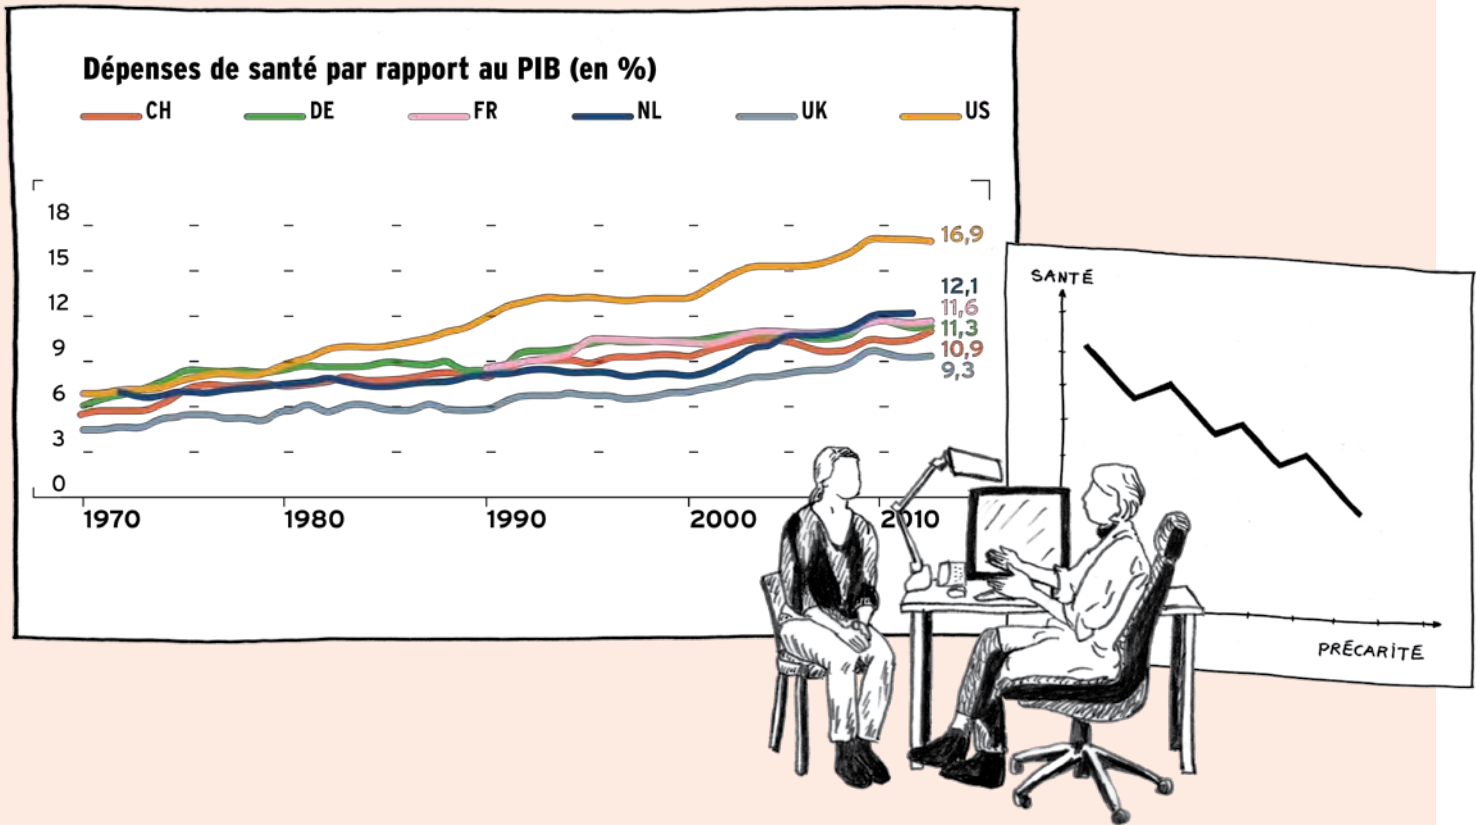 Dépenses de santé par rapport au PIB (en %)
CH DE FR NL UK US
18
15
12
9
6
3
0
16,9
12,1
11,6
11,3
10,9
9,3
1970 1980 1990 2000 2010
SANTÉ
PRÉCARITÉ